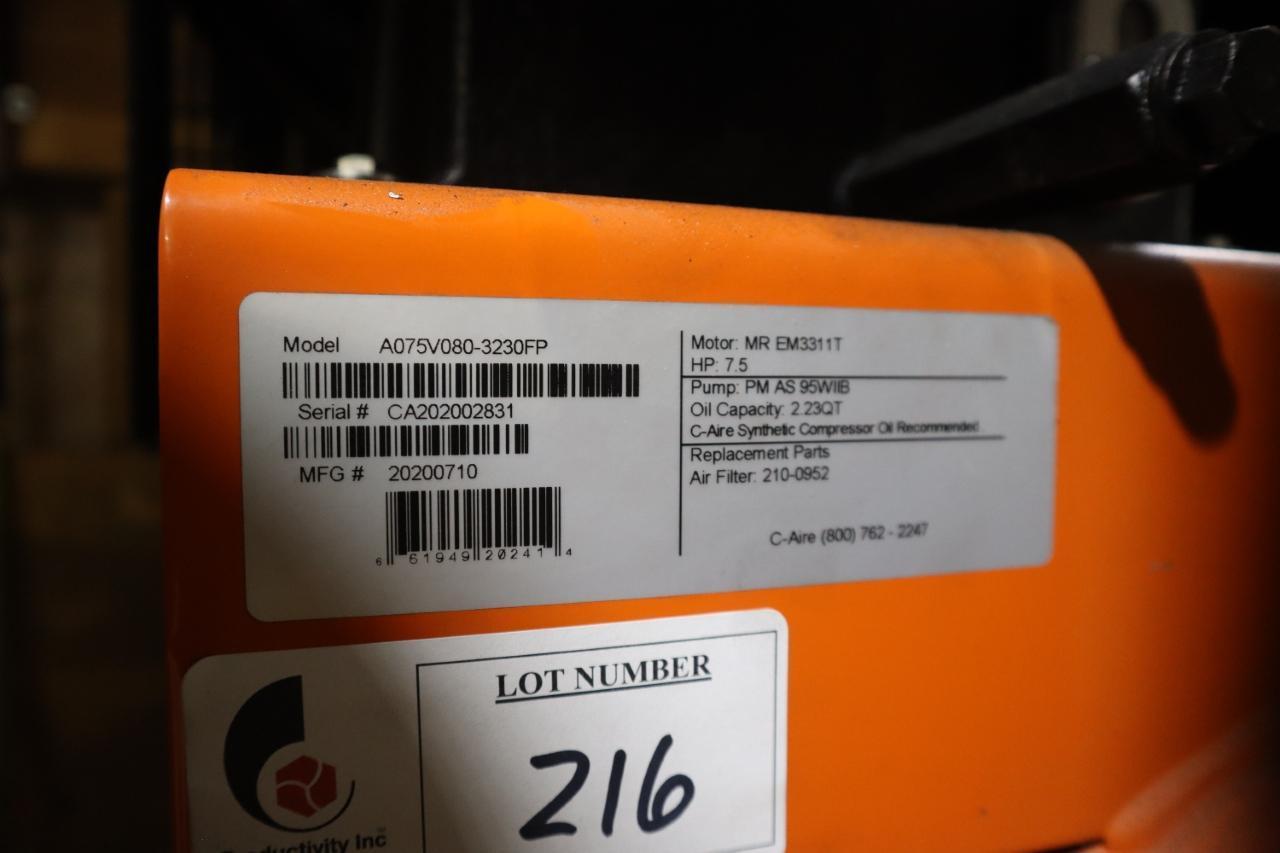 Model A075V080-3230FP
Serial # CA202002831
MFG # 20200710
6 61949 20241 4
Motor: MR EM3311T
HP: 7.5
Pump: PM AS 95WIIB
Oil Capacity: 2.23QT
C-Aire Synthetic Compressor Oil Recommended
Replacement Parts
Air Filter: 210-0952
C-Aire (800) 762 - 2247
LOT NUMBER
216
Productivity Inc